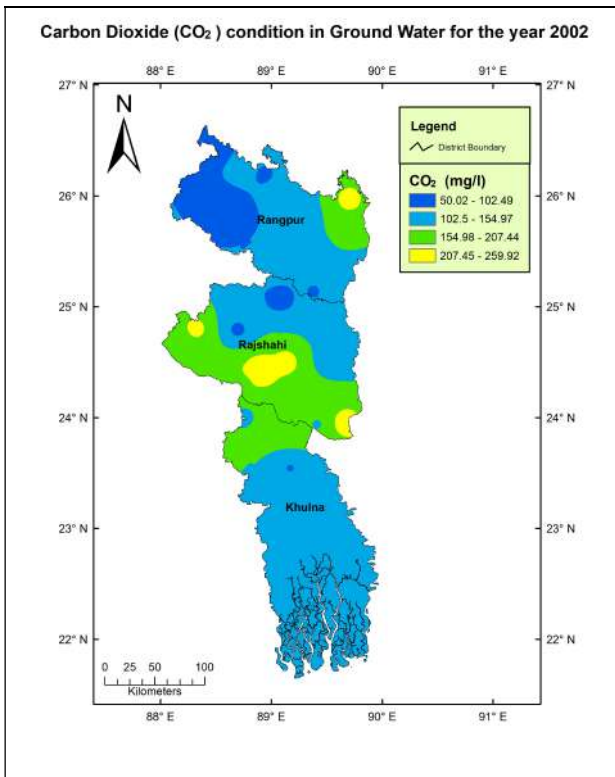 Carbon Dioxide (CO₂ ) condition in Ground Water for the year 2002
88° E 89° E 90° E 91° E
27° N 27° N
N
Legend
District Boundary
CO₂ (mg/l)
50.02 - 102.49
102.5 - 154.97
154.98 - 207.44
207.45 - 259.92
26° N 26° N
Rangpur
25° N 25° N
Rajshahi
24° N 24° N
Khulna
23° N 23° N
22° N 22° N
0 25 50 100
Kilometers
88° E 89° E 90° E 91° E